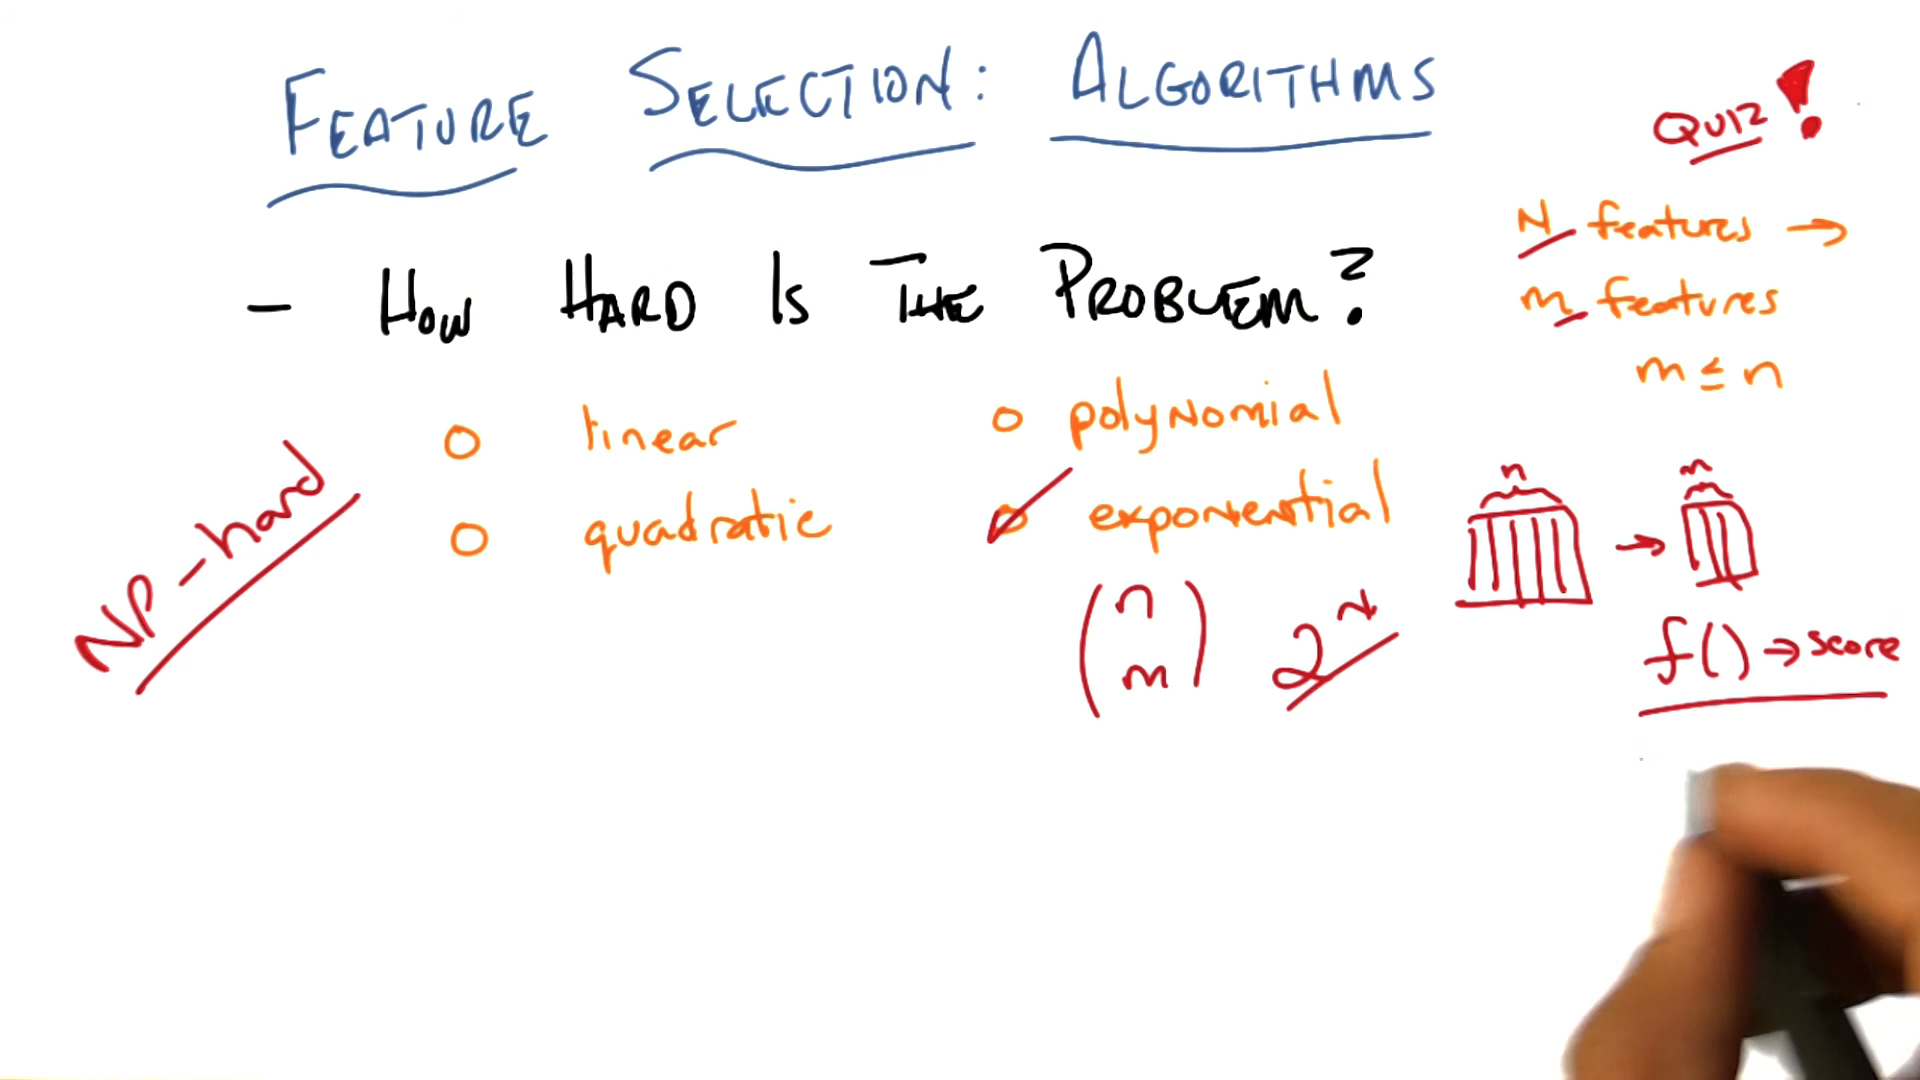 FEATURE SELECTION: ALGORITHMS
QUIZ!
- HOW HARD IS THE PROBLEM?
N features →
m features
m ≤ n
linear
polynomial
quadratic
exponential
NP-hard
n
m
(n m)
2^N
f() → score